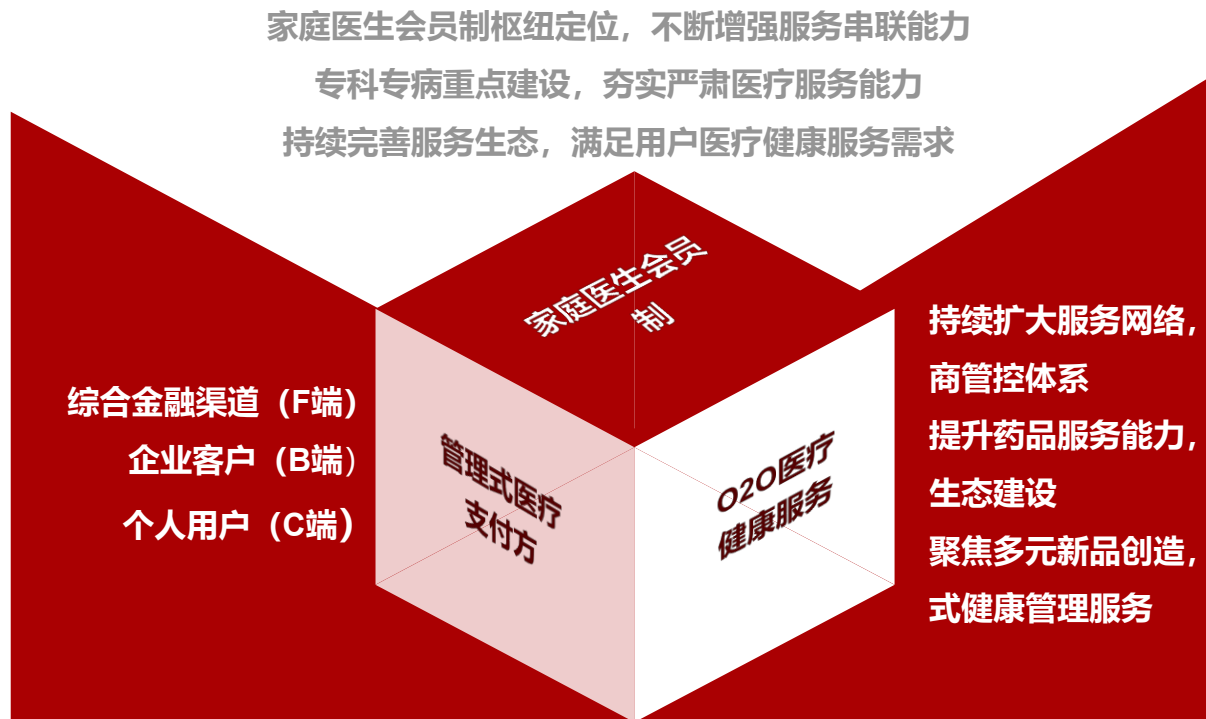 家庭医生会员制枢纽定位，不断增强服务串联能力
专科专病重点建设，夯实严肃医疗服务能力
持续完善服务生态，满足用户医疗健康服务需求
家庭医生会员
制
综合金融渠道（F端）
企业客户（B端）
个人用户（C端）
管理式医疗
支付方
O2O医疗
健康服务
持续扩大服务网络，
商管控体系
提升药品服务能力，
生态建设
聚焦多元新品创造，
式健康管理服务